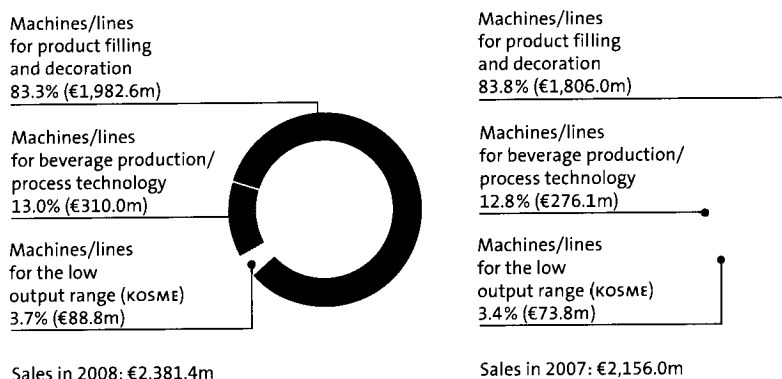 Machines/lines
for product filling
and decoration
83.3% (€1,982.6m)
Machines/lines
for beverage production/
process technology
13.0% (€310.0m)
Machines/lines
for the low
output range (KOSME)
3.7% (€88.8m)
Sales in 2008: €2,381.4m
Machines/lines
for product filling
and decoration
83.8% (€1,806.0m)
Machines/lines
for beverage production/
process technology
12.8% (€276.1m)
Machines/lines
for the low
output range (KOSME)
3.4% (€73.8m)
Sales in 2007: €2,156.0m